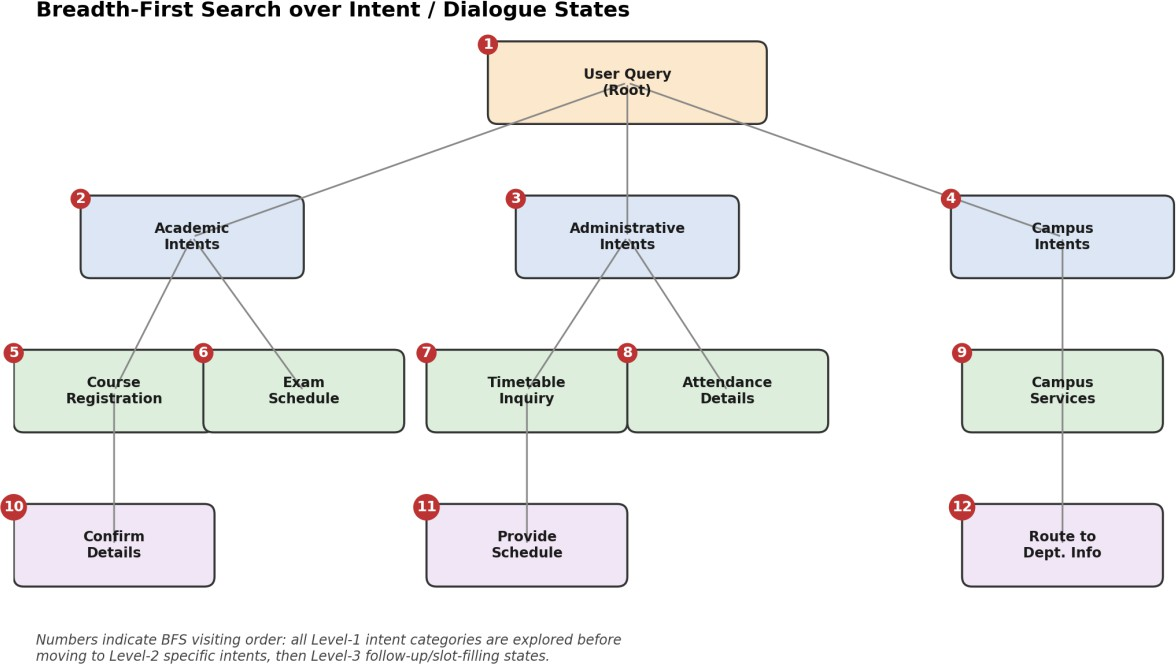 Breadth-First Search over Intent / Dialogue States
1
User Query
(Root)
2
Academic
Intents
3
Administrative
Intents
4
Campus
Intents
5
Course
Registration
6
Exam
Schedule
7
Timetable
Inquiry
8
Attendance
Details
9
Campus
Services
10
Confirm
Details
11
Provide
Schedule
12
Route to
Dept. Info
Numbers indicate BFS visiting order: all Level-1 intent categories are explored before
moving to Level-2 specific intents, then Level-3 follow-up/slot-filling states.